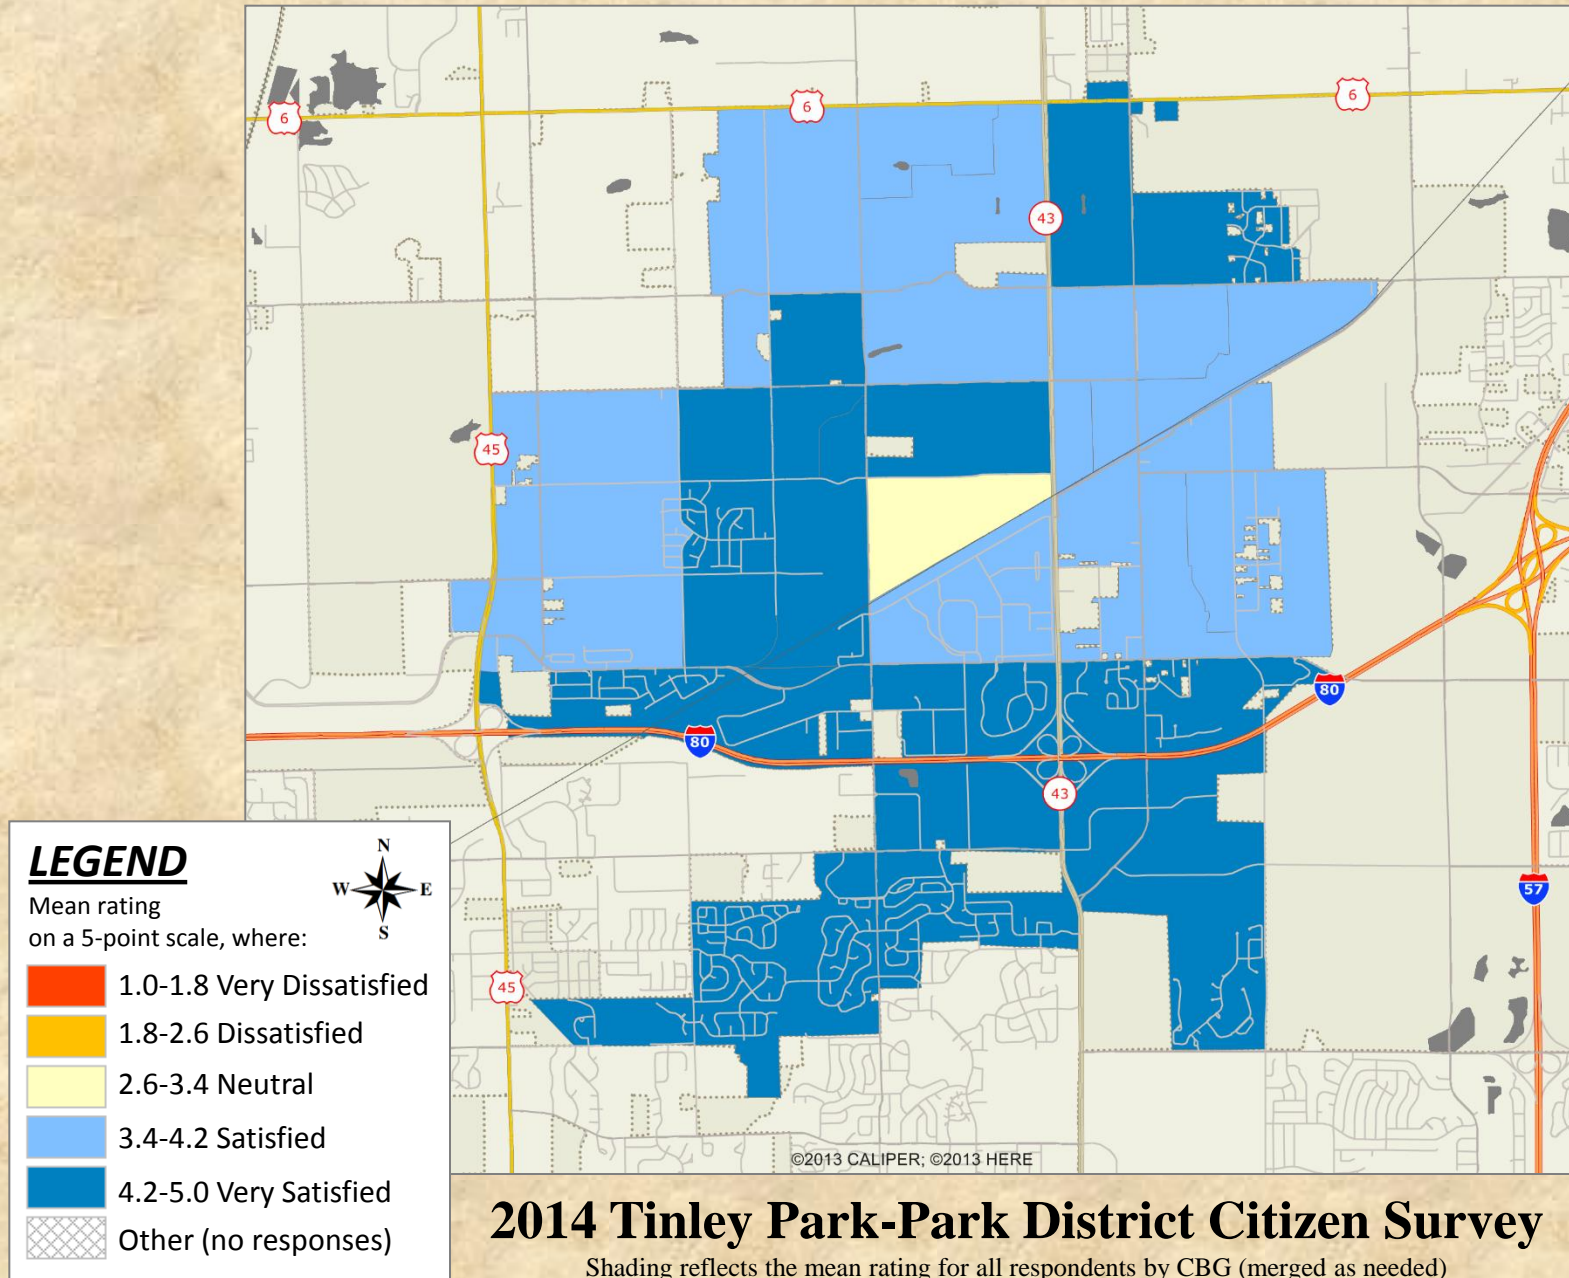 6
6
6
43
45
80
80
43
57
45
©2013 CALIPER; ©2013 HERE
LEGEND
N
W E
S
Mean rating
on a 5-point scale, where:
1.0-1.8 Very Dissatisfied
1.8-2.6 Dissatisfied
2.6-3.4 Neutral
3.4-4.2 Satisfied
4.2-5.0 Very Satisfied
Other (no responses)
2014 Tinley Park-Park District Citizen Survey
Shading reflects the mean rating for all respondents by CBG (merged as needed)